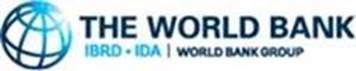 THE WORLD BANK
IBRD • IDA | WORLD BANK GROUP